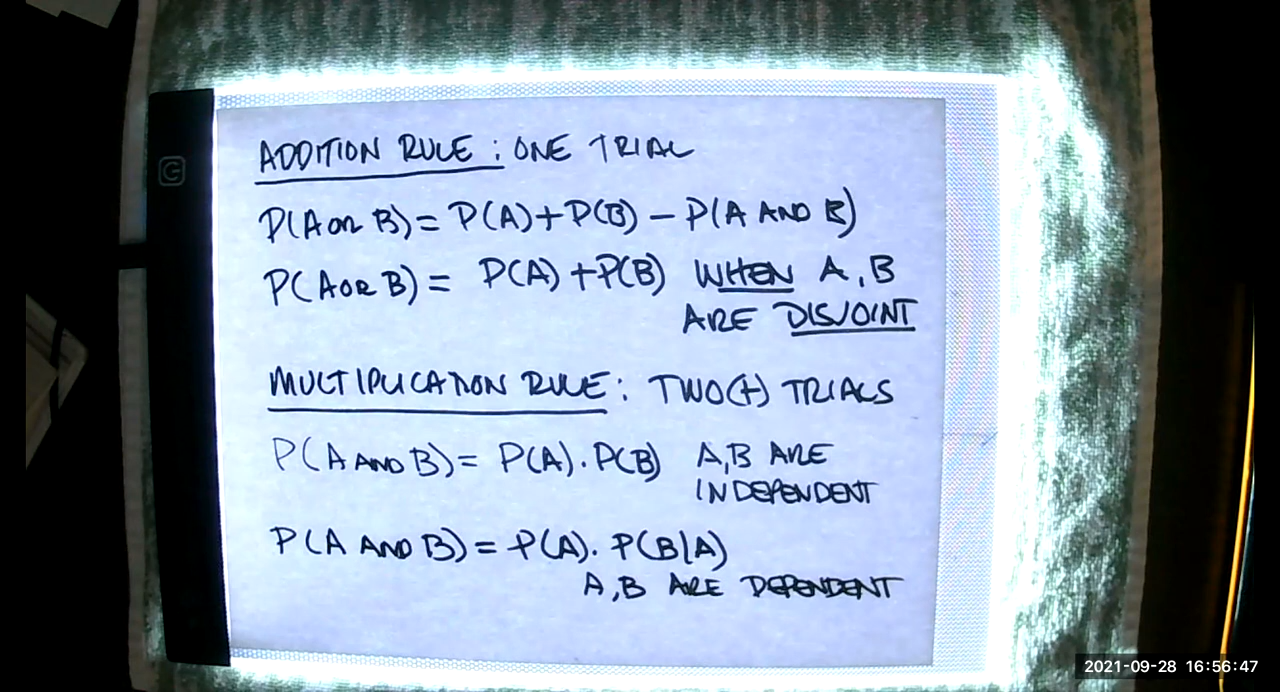 ADDITION RULE: ONE TRIAL
P(A OR B) = P(A) + P(B) − P(A AND B)
P(A OR B) = P(A) + P(B) WHEN A, B
ARE DISJOINT
MULTIPLICATION RULE: TWO(+) TRIALS
P(A AND B) = P(A) · P(B) A,B ARE
INDEPENDENT
P(A AND B) = P(A) · P(B|A)
A,B ARE DEPENDENT
2021-09-28 16:56:47